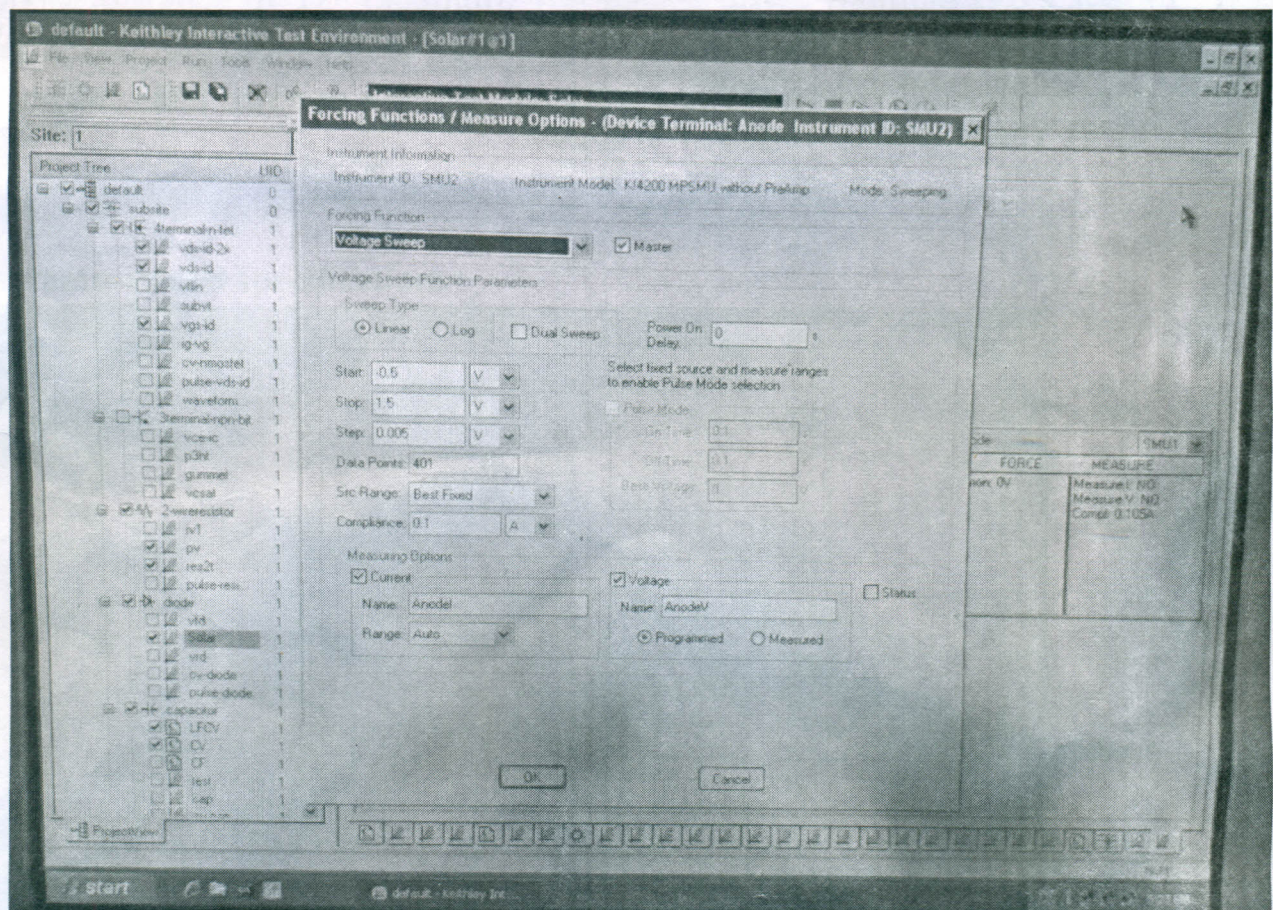 default - Keithley Interactive Test Environment - [Solar#1@1]
File View Project Run Tools Window Help
Site: 1
Project Tree UID
default 0
subsite 0
4terminal-n-fet 1
vds-id-2x 1
vds-id 1
vtlin 1
subvt 1
vgs-id 1
ig-vg 1
cv-nmosfet 1
pulse-vds-id 1
waveform... 1
3terminal-npn-bjt 1
vce-ic 1
p3ht 1
gummel 1
vcsat 1
2-wireresistor 1
iv1 1
pv 1
res2t 1
pulse-resi... 1
diode 1
vfd 1
Solar 1
vrd 1
cv-diode 1
pulse-diode 1
capacitor 1
LFCV 1
CV 1
CF 1
test 1
cap 1
ProjectView
Forcing Functions / Measure Options - (Device Terminal: Anode Instrument ID: SMU2)
Instrument Information
Instrument ID: SMU2 Instrument Model: KI4200 MPSMU without PreAmp Mode: Sweeping
Forcing Function
Voltage Sweep Master
Voltage Sweep Function Parameters
Sweep Type
Linear Log Dual Sweep Power On Delay: 0 s
Start: -0.5 V
Select fixed source and measure ranges
to enable Pulse Mode selection
Stop: 1.5 V Pulse Mode
Step: 0.005 V On Time: 0.1 s
Data Points: 401 Off Time: 0.1
Src Range: Best Fixed Base Voltage: 0 V
Compliance: 0.1 A
Measuring Options
Current Voltage Status
Name: AnodeI Name: AnodeV
Range: Auto Programmed Measured
OK Cancel
SMU1
FORCE MEASURE
0V Measure I: NO
Measure V: NO
Compl: 0.105A
start default - Keithley Int...